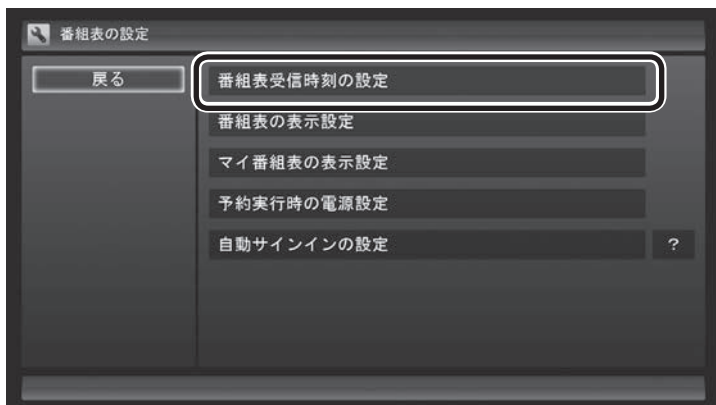 番組表の設定
戻る
番組表受信時刻の設定
番組表の表示設定
マイ番組表の表示設定
予約実行時の電源設定
自動サインインの設定
?